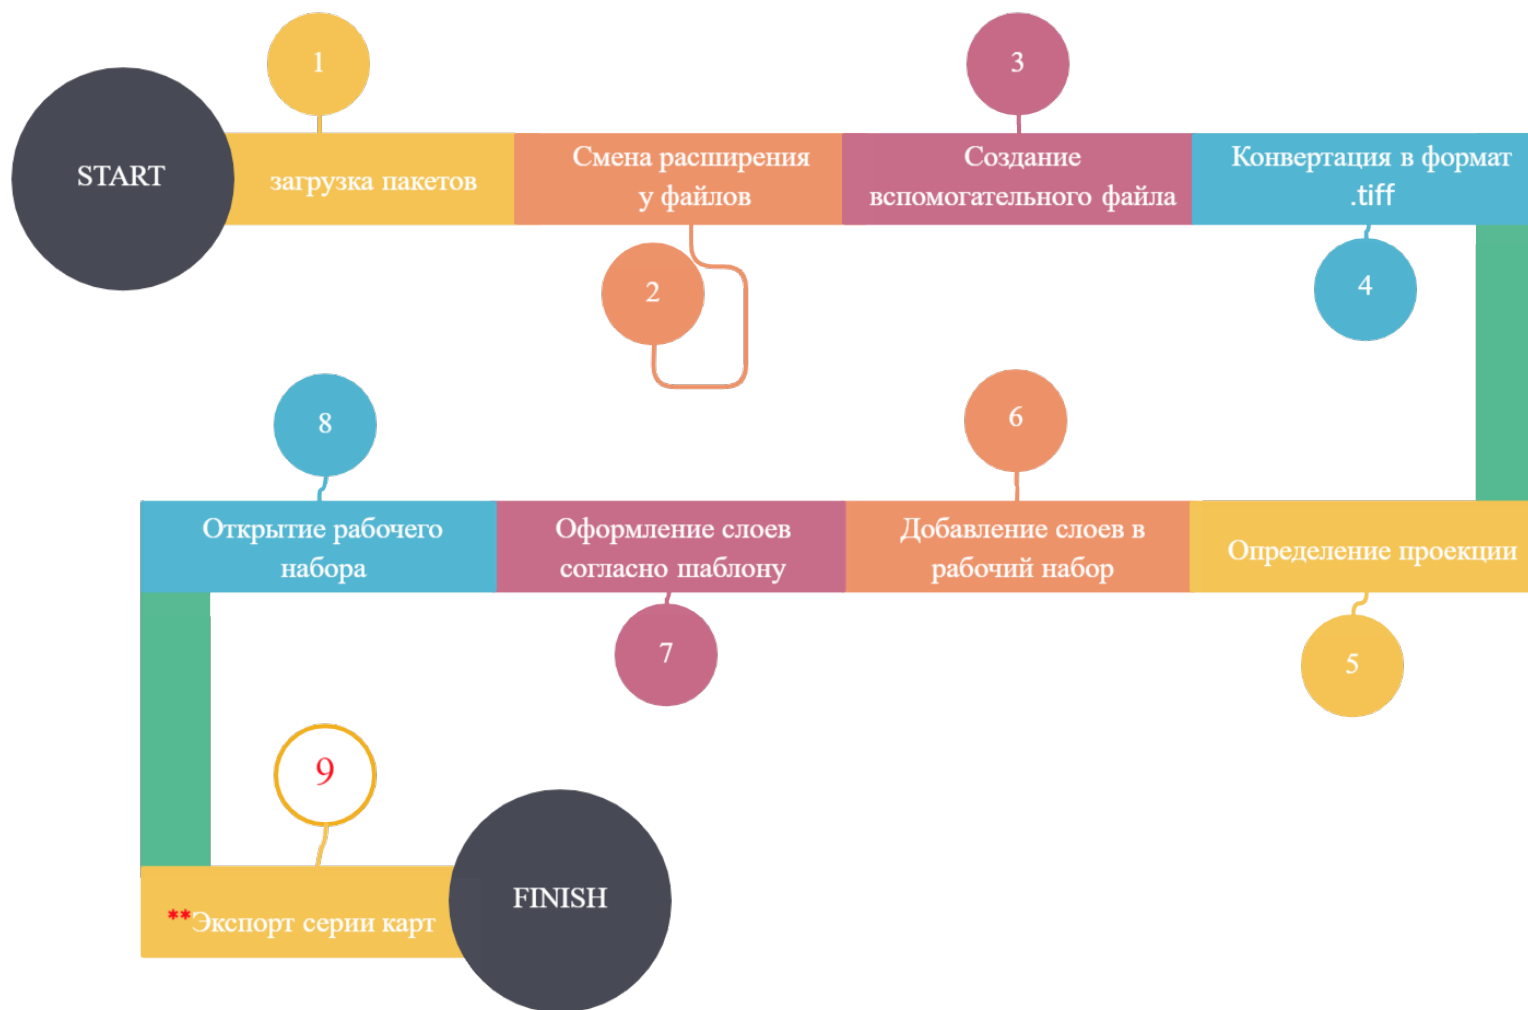 START
1
загрузка пакетов
Смена расширения
у файлов
2
3
Создание
вспомогательного файла
Конвертация в формат
.tiff
4
Определение проекции
5
6
Добавление слоев в
рабочий набор
Оформление слоев
согласно шаблону
7
8
Открытие рабочего
набора
9
**Экспорт серии карт
FINISH